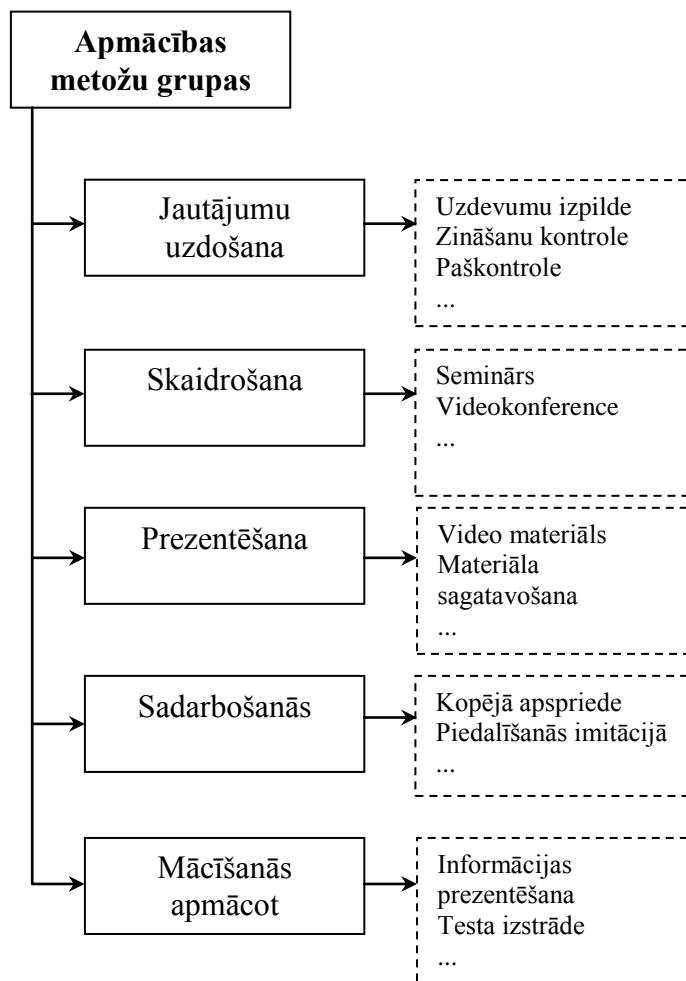 Apmācības
metožu grupas
Jautājumu
uzdošana
Uzdevumu izpilde
Zināšanu kontrole
Paškontrole
...
Skaidrošana
Seminārs
Videokonference
...
Prezentēšana
Video materiāls
Materiāla
sagatavošana
...
Sadarbošanās
Kopējā apspriede
Piedalīšanās imitācijā
...
Mācīšanās
apmācot
Informācijas
prezentēšana
Testa izstrāde
...